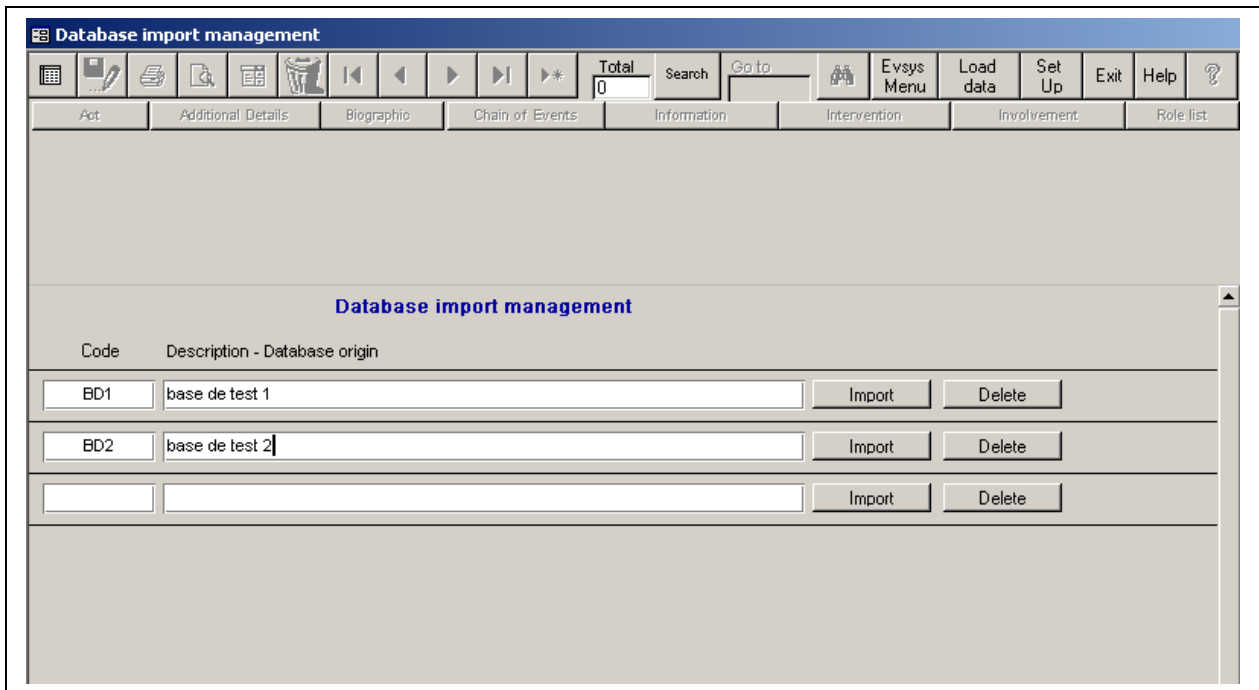 Database import management
Total
0
Search
Go to
Evsys Menu
Load data
Set Up
Exit
Help
Act
Additional Details
Biographic
Chain of Events
Information
Intervention
Involvement
Role list
Database import management
Code
Description - Database origin
BD1
base de test 1
Import
Delete
BD2
base de test 2
Import
Delete
Import
Delete